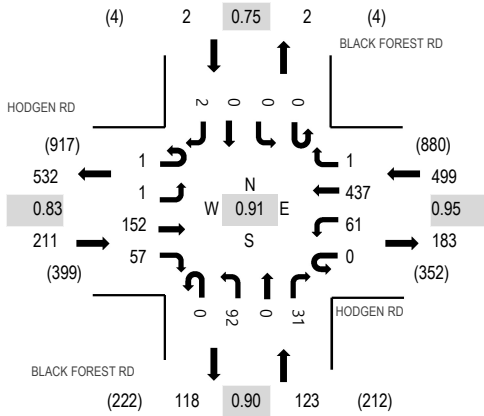 (4) 2 0.75 2 (4)
BLACK FOREST RD
HODGEN RD
2 0 0 0
(917) 1 1 (880)
532 499
1 N 437
0.83 W 0.91 E 0.95
152 61
211 S 183
57 0
(399) (352)
0 92 0 31
HODGEN RD
BLACK FOREST RD
(222) 118 0.90 123 (212)